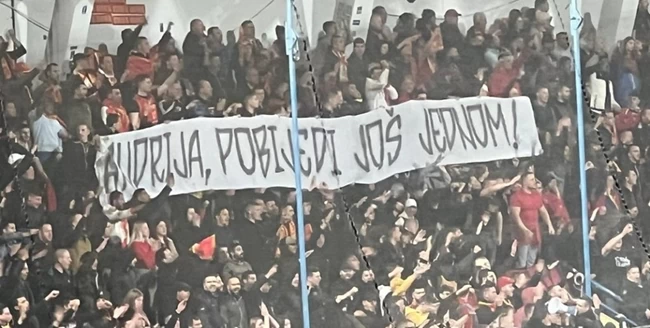 ANDRIJA, POBIJEDI JOŠ JEDNOM!